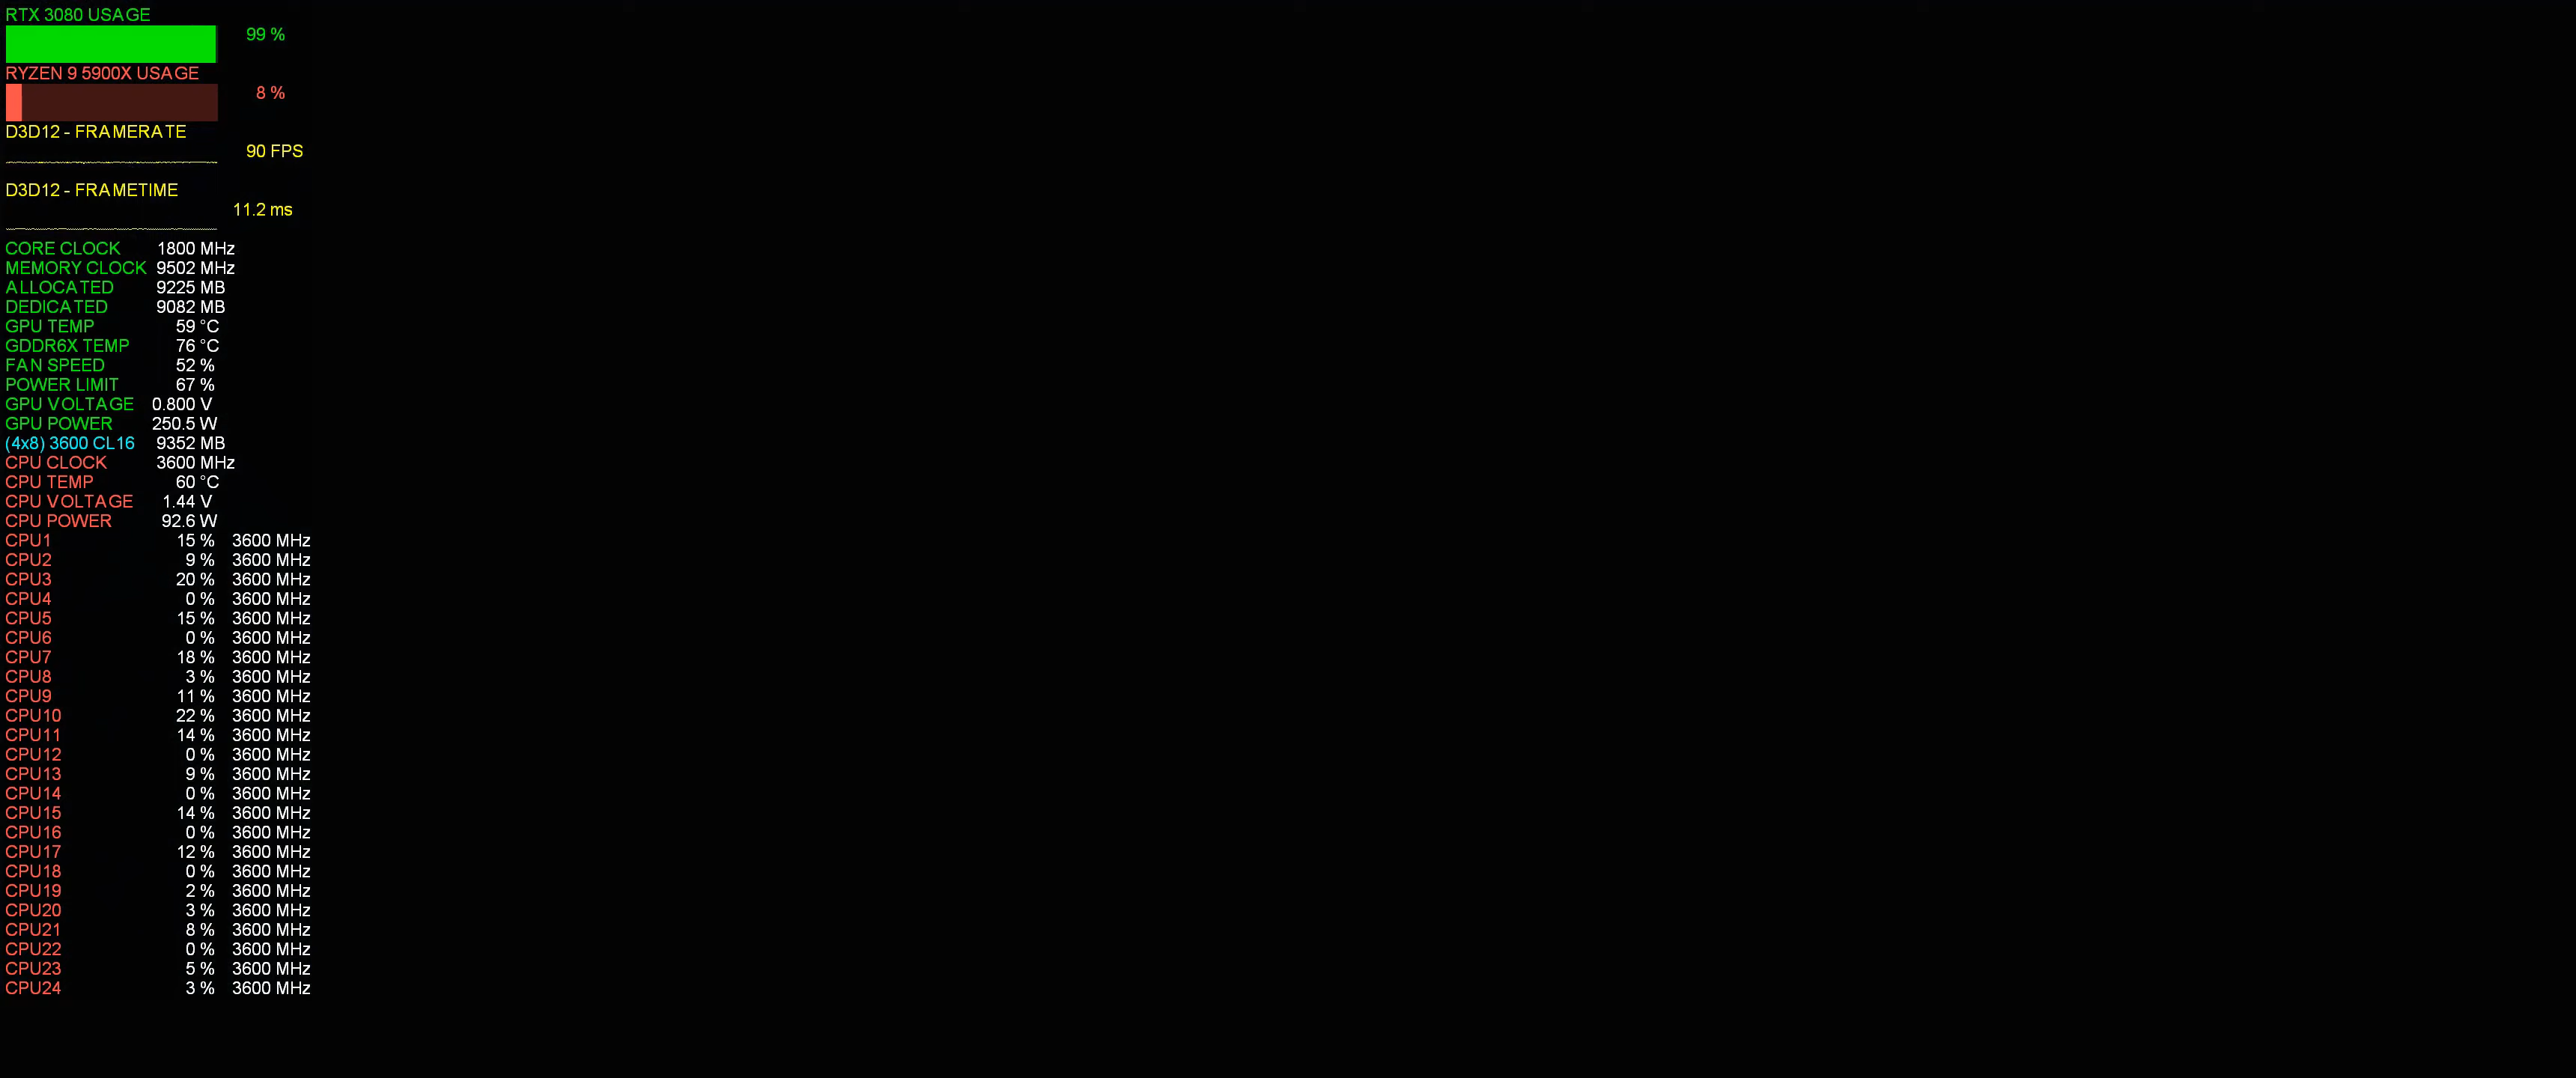 RTX 3080 USAGE
99 %
RYZEN 9 5900X USAGE
8 %
D3D12 - FRAMERATE
90 FPS
D3D12 - FRAMETIME
11.2 ms
CORE CLOCK 1800 MHz
MEMORY CLOCK 9502 MHz
ALLOCATED 9225 MB
DEDICATED 9082 MB
GPU TEMP 59 °C
GDDR6X TEMP 76 °C
FAN SPEED 52 %
POWER LIMIT 67 %
GPU VOLTAGE 0.800 V
GPU POWER 250.5 W
(4x8) 3600 CL16 9352 MB
CPU CLOCK 3600 MHz
CPU TEMP 60 °C
CPU VOLTAGE 1.44 V
CPU POWER 92.6 W
CPU1 15 % 3600 MHz
CPU2 9 % 3600 MHz
CPU3 20 % 3600 MHz
CPU4 0 % 3600 MHz
CPU5 15 % 3600 MHz
CPU6 0 % 3600 MHz
CPU7 18 % 3600 MHz
CPU8 3 % 3600 MHz
CPU9 11 % 3600 MHz
CPU10 22 % 3600 MHz
CPU11 14 % 3600 MHz
CPU12 0 % 3600 MHz
CPU13 9 % 3600 MHz
CPU14 0 % 3600 MHz
CPU15 14 % 3600 MHz
CPU16 0 % 3600 MHz
CPU17 12 % 3600 MHz
CPU18 0 % 3600 MHz
CPU19 2 % 3600 MHz
CPU20 3 % 3600 MHz
CPU21 8 % 3600 MHz
CPU22 0 % 3600 MHz
CPU23 5 % 3600 MHz
CPU24 3 % 3600 MHz